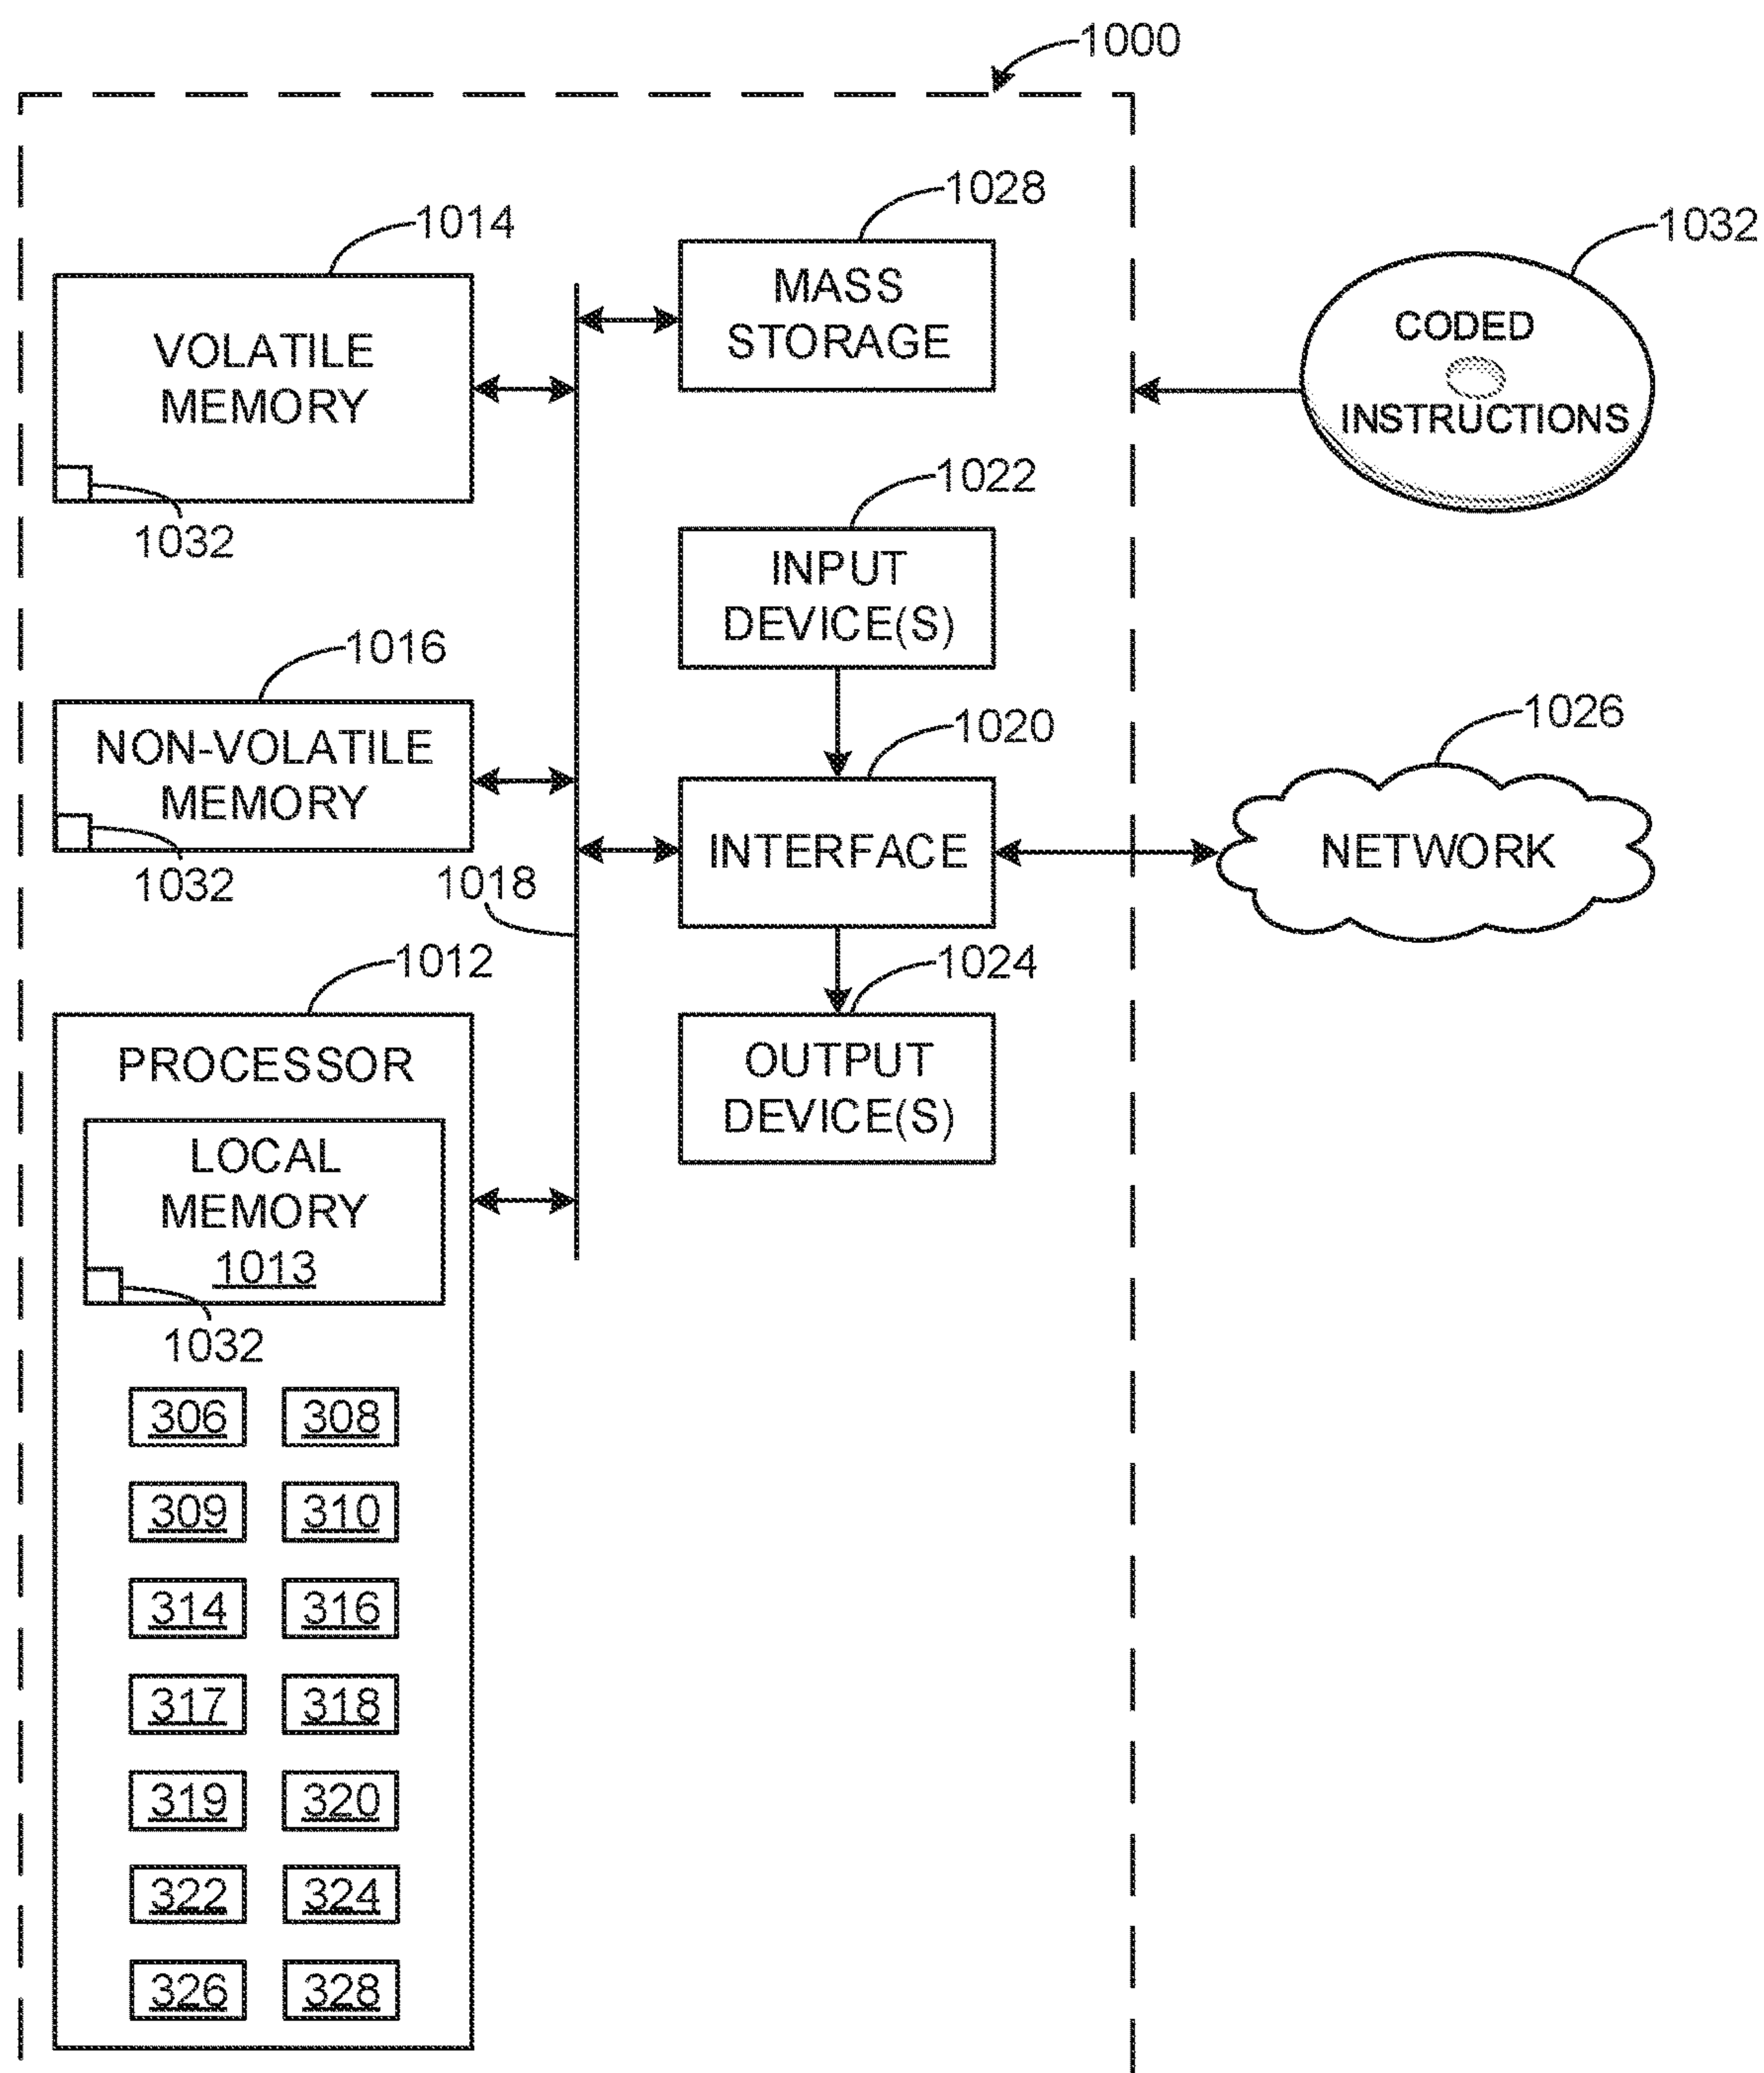 1000
1028
1014
1032
MASS
STORAGE
VOLATILE
MEMORY
CODED
INSTRUCTIONS
1032
1022
INPUT
DEVICE(S)
1016
1020
1026
NON-VOLATILE
MEMORY
INTERFACE
NETWORK
1032
1018
1012
1024
PROCESSOR
OUTPUT
DEVICE(S)
LOCAL
MEMORY
1013
1032
306 308
309 310
314 316
317 318
319 320
322 324
326 328